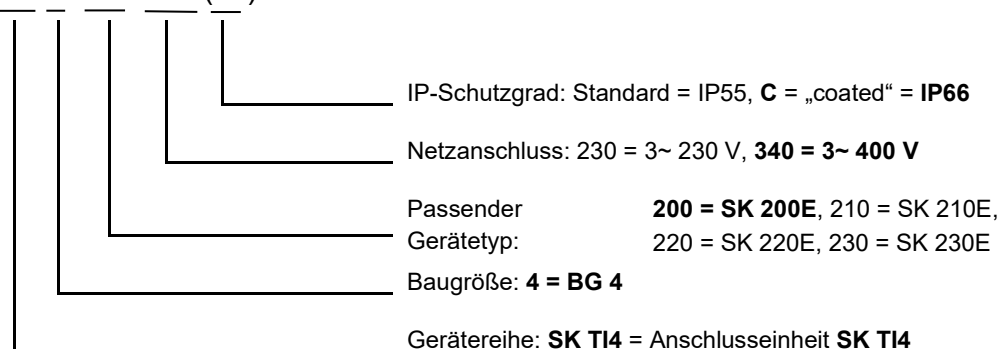 IP-Schutzgrad: Standard = IP55, C = „coated“ = IP66
Netzanschluss: 230 = 3~ 230 V, 340 = 3~ 400 V
Passender 200 = SK 200E, 210 = SK 210E,
Gerätetyp: 220 = SK 220E, 230 = SK 230E
Baugröße: 4 = BG 4
Gerätereihe: SK TI4 = Anschlusseinheit SK TI4